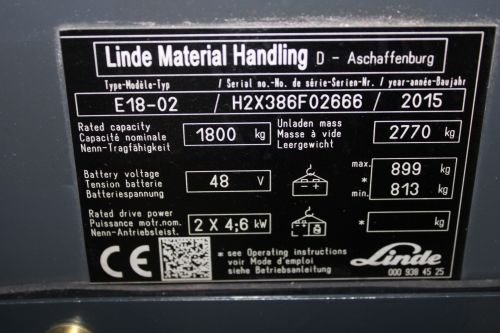 Linde Material Handling D - Aschaffenburg
Type-Modèle-Typ / Serial no.-No. de série-Serien-Nr. / year-année-Baujahr
E18-02 / H2X386F02666 / 2015
Rated capacity
Capacité nominale
Nenn-Tragfähigkeit
1800 kg
Unladen mass
Masse à vide
Leergewicht
2770 kg
Battery voltage
Tension batterie
Batteriespannung
48 V
- +
max. 899 kg
*
min. 813 kg
Rated drive power
Puissance motr.nom.
Nenn-Antriebsleist.
2 X 4;6 kW
* kg
CE
* see Operating instructions
voir Mode d'emploi
siehe Betriebsanleitung
Linde
000 938 45 25